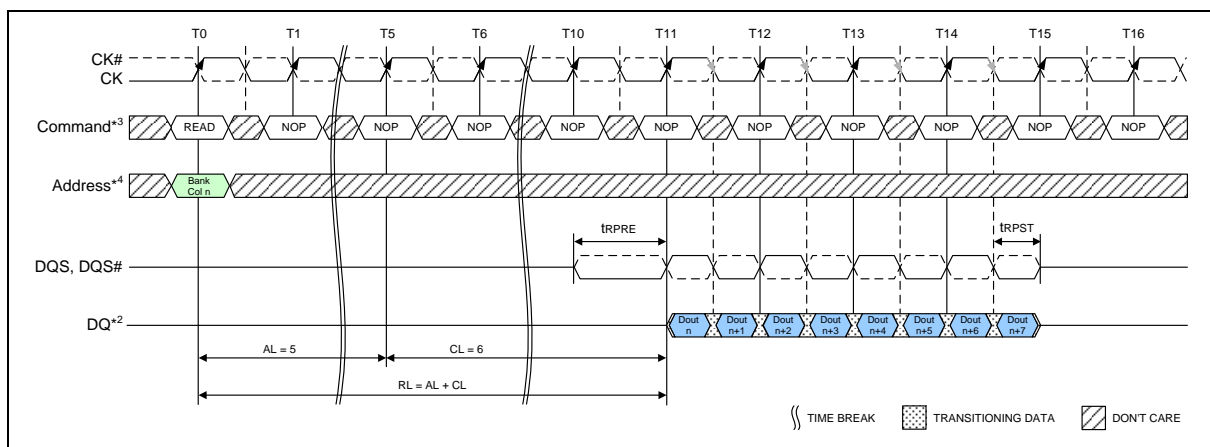 T0 T1 T5 T6 T10 T11 T12 T13 T14 T15 T16
CK#
CK
Command*3 READ NOP NOP NOP NOP NOP NOP NOP NOP NOP NOP
Address*4 Bank
Col n
tRPRE tRPST
DQS, DQS#
DQ*2 Dout
n Dout
n+1 Dout
n+2 Dout
n+3 Dout
n+4 Dout
n+5 Dout
n+6 Dout
n+7
AL = 5 CL = 6
RL = AL + CL
TIME BREAK TRANSITIONING DATA DON'T CARE